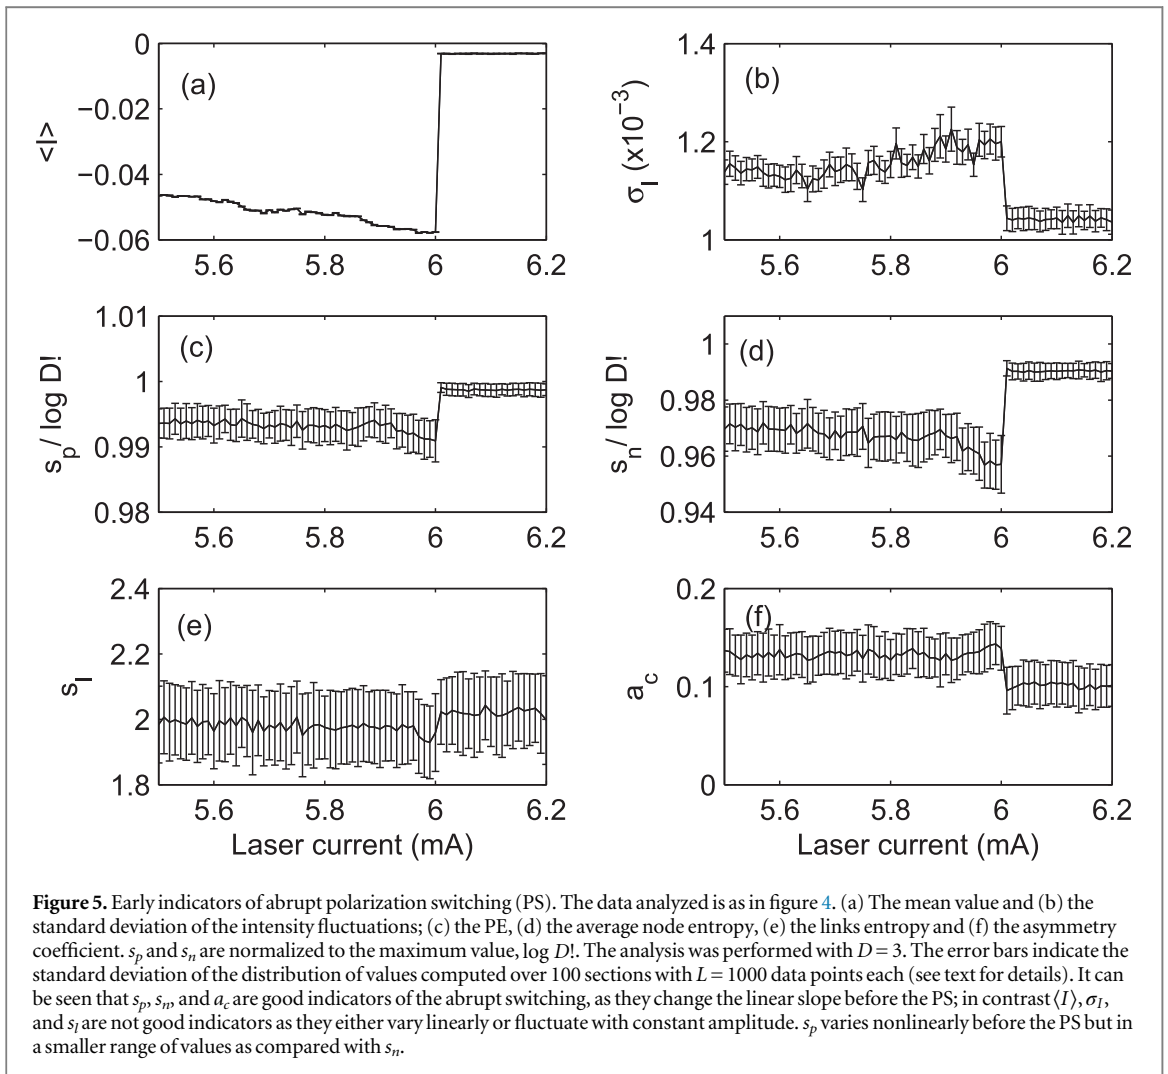 0
−0.02
−0.04
−0.06
5.6
5.8
6
6.2
<I>
(a)
1.4
1.2
1
5.6
5.8
6
6.2
σI (x10−3)
(b)
1.01
1
0.99
0.98
5.6
5.8
6
6.2
sp/ log D!
(c)
1
0.98
0.96
0.94
5.6
5.8
6
6.2
sn/ log D!
(d)
2.4
2.2
2
1.8
5.6
5.8
6
6.2
sl
(e)
Laser current (mA)
0.2
0.1
0
5.6
5.8
6
6.2
ac
(f)
Laser current (mA)
Figure 5. Early indicators of abrupt polarization switching (PS). The data analyzed is as in figure 4. (a) The mean value and (b) the
standard deviation of the intensity fluctuations; (c) the PE, (d) the average node entropy, (e) the links entropy and (f) the asymmetry
coefficient. sp and sn are normalized to the maximum value, log D!. The analysis was performed with D = 3. The error bars indicate the
standard deviation of the distribution of values computed over 100 sections with L = 1000 data points each (see text for details). It can
be seen that sp, sn, and ac are good indicators of the abrupt switching, as they change the linear slope before the PS; in contrast ⟨I⟩, σI,
and sl are not good indicators as they either vary linearly or fluctuate with constant amplitude. sp varies nonlinearly before the PS but in
a smaller range of values as compared with sn.